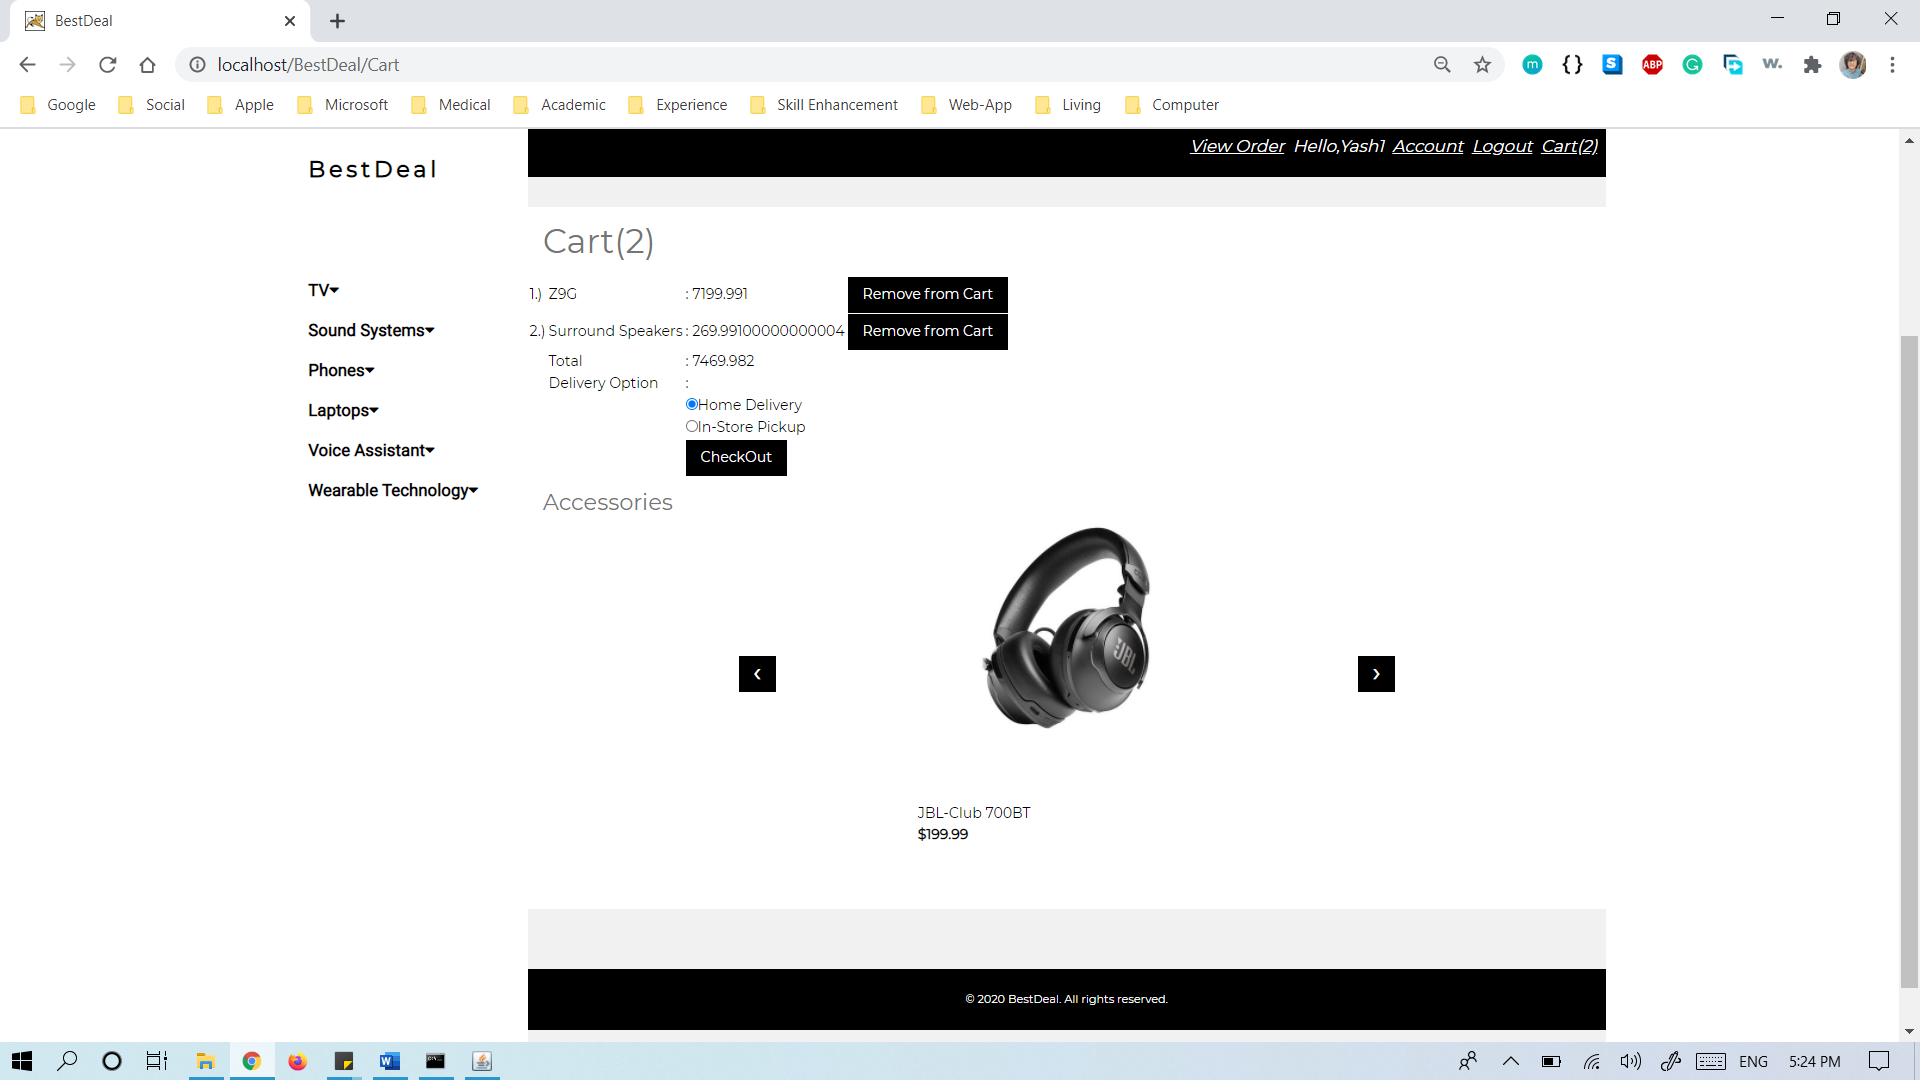 BestDeal
localhost/BestDeal/Cart
m {} S ABP G w.
Google Social Apple Microsoft Medical Academic Experience Skill Enhancement Web-App Living Computer
BestDeal
View Order Hello,Yash1 Account Logout Cart(2)
TV
Sound Systems
Phones
Laptops
Voice Assistant
Wearable Technology
Cart(2)
1.) Z9G : 7199.991 Remove from Cart
2.) Surround Speakers : 269.99100000000004 Remove from Cart
Total : 7469.982
Delivery Option :
Home Delivery
In-Store Pickup
CheckOut
Accessories
JBL
‹ ›
JBL-Club 700BT
$199.99
© 2020 BestDeal. All rights reserved.
ENG 5:24 PM